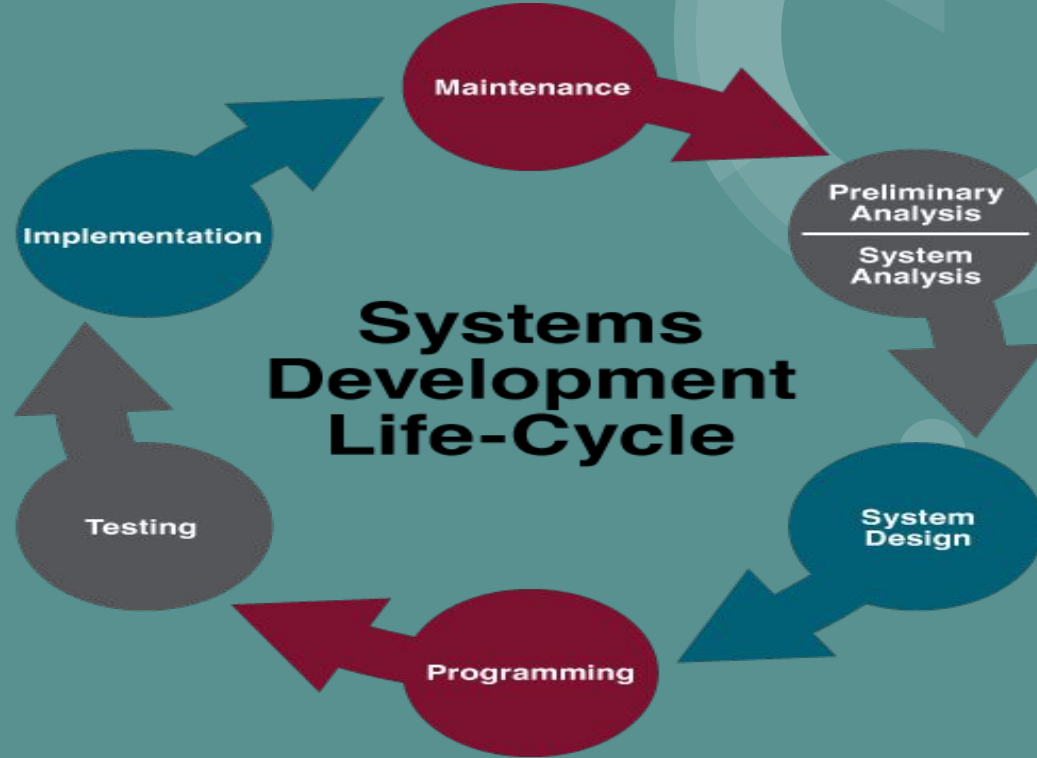 Maintenance
Preliminary
Analysis
System
Analysis
Implementation
Systems
Development
Life-Cycle
Testing
System
Design
Programming